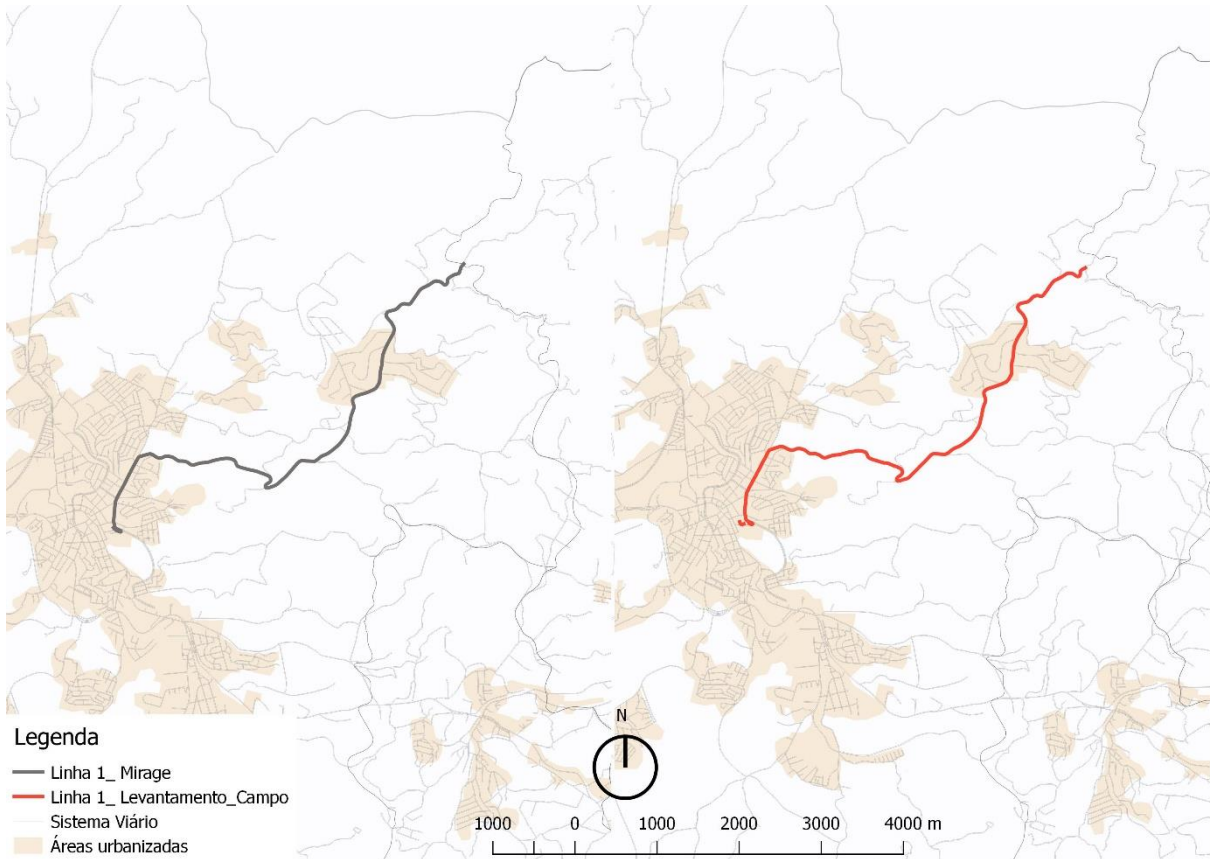 Legenda
Linha 1_ Mirage
Linha 1_ Levantamento_Campo
Sistema Viário
Áreas urbanizadas
N
1000 0 1000 2000 3000 4000 m